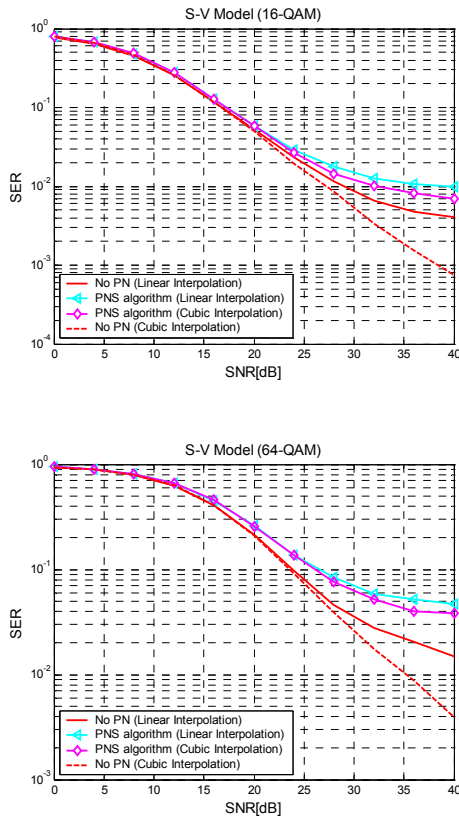 S-V Model (16-QAM)
10^0
10^-1
10^-2
10^-3
10^-4
SER
No PN (Linear Interpolation)
PNS algorithm (Linear Interpolation)
PNS algorithm (Cubic Interpolation)
No PN (Cubic Interpolation)
0 5 10 15 20 25 30 35 40
SNR[dB]
S-V Model (64-QAM)
10^0
10^-1
10^-2
10^-3
SER
No PN (Linear Interpolation)
PNS algorithm (Linear Interpolation)
PNS algorithm (Cubic Interpolation)
No PN (Cubic Interpolation)
0 5 10 15 20 25 30 35 40
SNR[dB]